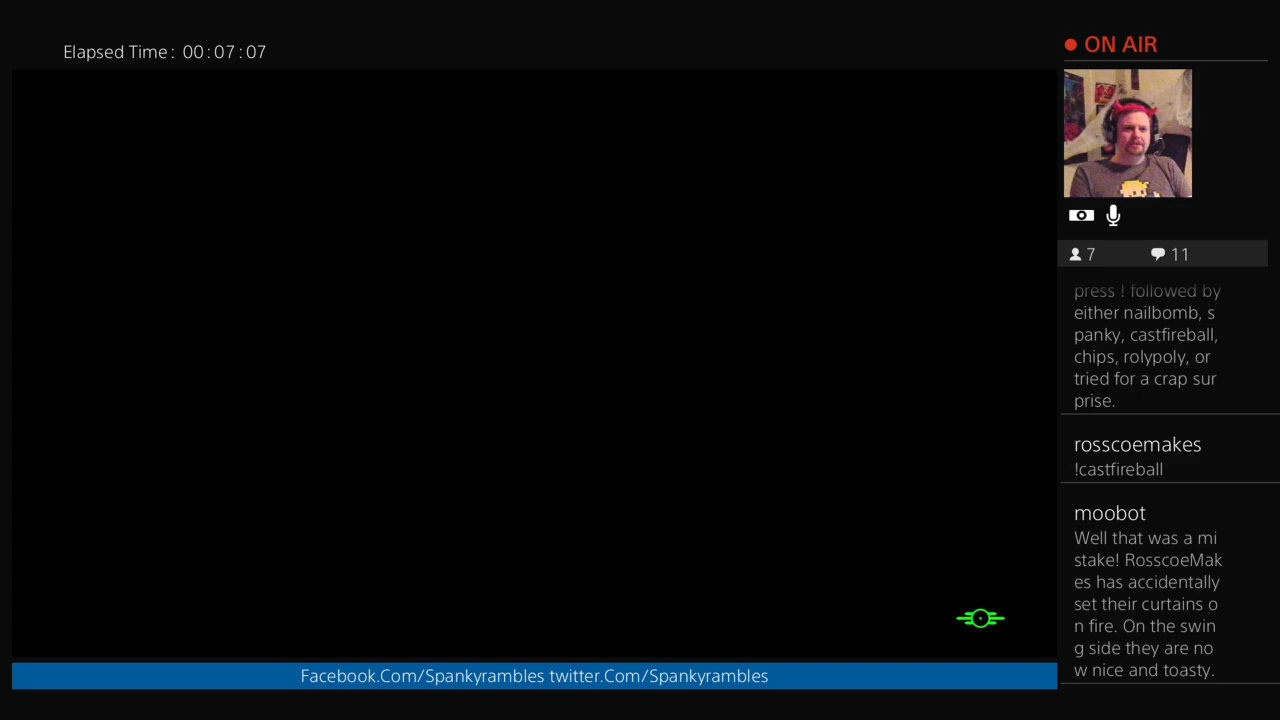 Elapsed Time: 00:07:07
ON AIR
7
11
press ! followed by
either nailbomb, s
panky, castfireball,
chips, rolypoly, or
tried for a crap sur
prise.
rosscoemakes
!castfireball
moobot
Well that was a mi
stake! RosscoeMak
es has accidentally
set their curtains o
n fire. On the swin
g side they are no
w nice and toasty.
Facebook.Com/Spankyrambles twitter.Com/Spankyrambles